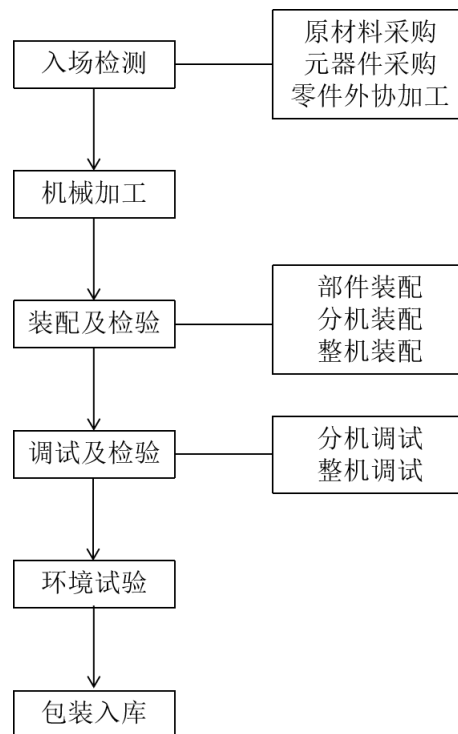 入场检测
原材料采购
元器件采购
零件外协加工
机械加工
装配及检验
部件装配
分机装配
整机装配
调试及检验
分机调试
整机调试
环境试验
包装入库